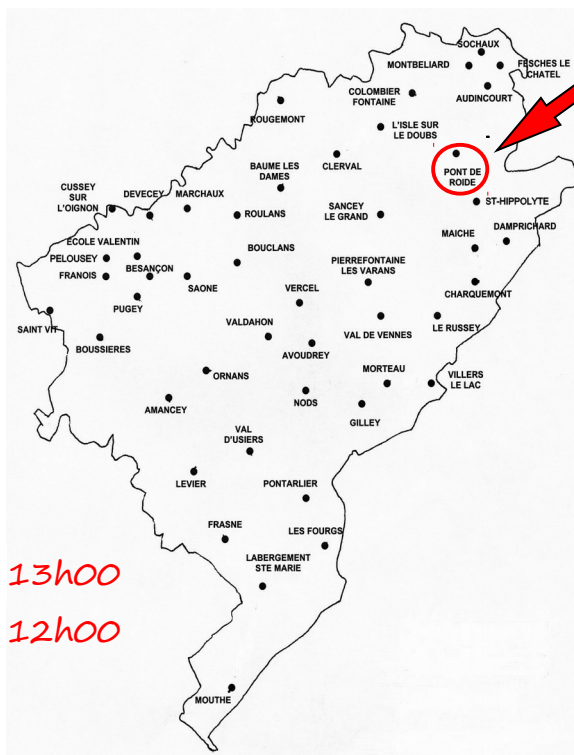 SOCHAUX
MONTBELIARD
FESCHES LE
CHATEL
COLOMBIER
FONTAINE
AUDINCOURT
ROUGEMONT
L'ISLE SUR
LE DOUBS
BAUME LES
DAMES
CLERVAL
PONT DE
ROIDE
CUSSEY
SUR
L'OIGNON
DEVECEY
MARCHAUX
ROULANS
SANCEY
LE GRAND
ST-HIPPOLYTE
DAMPRICHARD
MAICHE
ÉCOLE VALENTIN
PELOUSEY
FRANOIS
BESANÇON
SAONE
BOUCLANS
PIERREFONTAINE
LES VARANS
CHARQUEMONT
PUGEY
VERCEL
SAINT VIT
BOUSSIERES
VALDAHON
AVOUDREY
VAL DE VENNES
LE RUSSEY
ORNANS
MORTEAU
VILLERS
LE LAC
AMANCEY
NODS
GILLEY
VAL
D'USIERS
LEVIER
PONTARLIER
FRASNE
LES FOURGS
LABERGEMENT
STE MARIE
13h00
12h00
MOUTHE